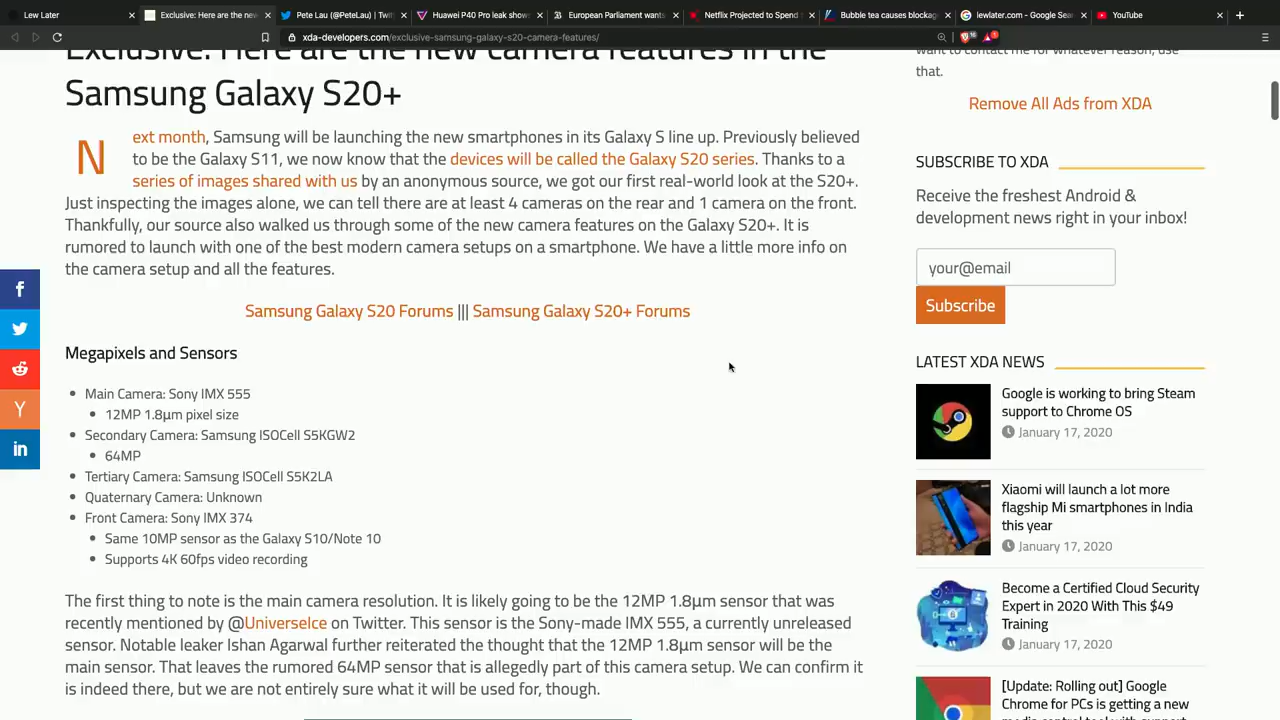 Lew Later
Exclusive: Here are the new
Pete Lau (@PeteLau) | Twit
Huawei P40 Pro leak shows
European Parliament wants
Netflix Projected to Spend
Bubble tea causes blockag
lewlater.com - Google Sear
YouTube
xda-developers.com/exclusive-samsung-galaxy-s20-camera-features/
Exclusive: Here are the new camera features in the
Samsung Galaxy S20+
Next month, Samsung will be launching the new smartphones in its Galaxy S line up. Previously believed
to be the Galaxy S11, we now know that the devices will be called the Galaxy S20 series. Thanks to a
series of images shared with us by an anonymous source, we got our first real-world look at the S20+.
Just inspecting the images alone, we can tell there are at least 4 cameras on the rear and 1 camera on the front.
Thankfully, our source also walked us through some of the new camera features on the Galaxy S20+. It is
rumored to launch with one of the best modern camera setups on a smartphone. We have a little more info on
the camera setup and all the features.
Samsung Galaxy S20 Forums ||| Samsung Galaxy S20+ Forums
Megapixels and Sensors
Main Camera: Sony IMX 555
12MP 1.8µm pixel size
Secondary Camera: Samsung ISOCell S5KGW2
64MP
Tertiary Camera: Samsung ISOCell S5K2LA
Quaternary Camera: Unknown
Front Camera: Sony IMX 374
Same 10MP sensor as the Galaxy S10/Note 10
Supports 4K 60fps video recording
The first thing to note is the main camera resolution. It is likely going to be the 12MP 1.8µm sensor that was
recently mentioned by @UniverseIce on Twitter. This sensor is the Sony-made IMX 555, a currently unreleased
sensor. Notable leaker Ishan Agarwal further reiterated the thought that the 12MP 1.8µm sensor will be the
main sensor. That leaves the rumored 64MP sensor that is allegedly part of this camera setup. We can confirm it
is indeed there, but we are not entirely sure what it will be used for, though.
want to contact me for whatever reason, use
that.
Remove All Ads from XDA
SUBSCRIBE TO XDA
Receive the freshest Android &
development news right in your inbox!
your@email
Subscribe
LATEST XDA NEWS
Google is working to bring Steam
support to Chrome OS
January 17, 2020
Xiaomi will launch a lot more
flagship Mi smartphones in India
this year
January 17, 2020
Become a Certified Cloud Security
Expert in 2020 With This $49
Training
January 17, 2020
[Update: Rolling out] Google
Chrome for PCs is getting a new
media control tool with support